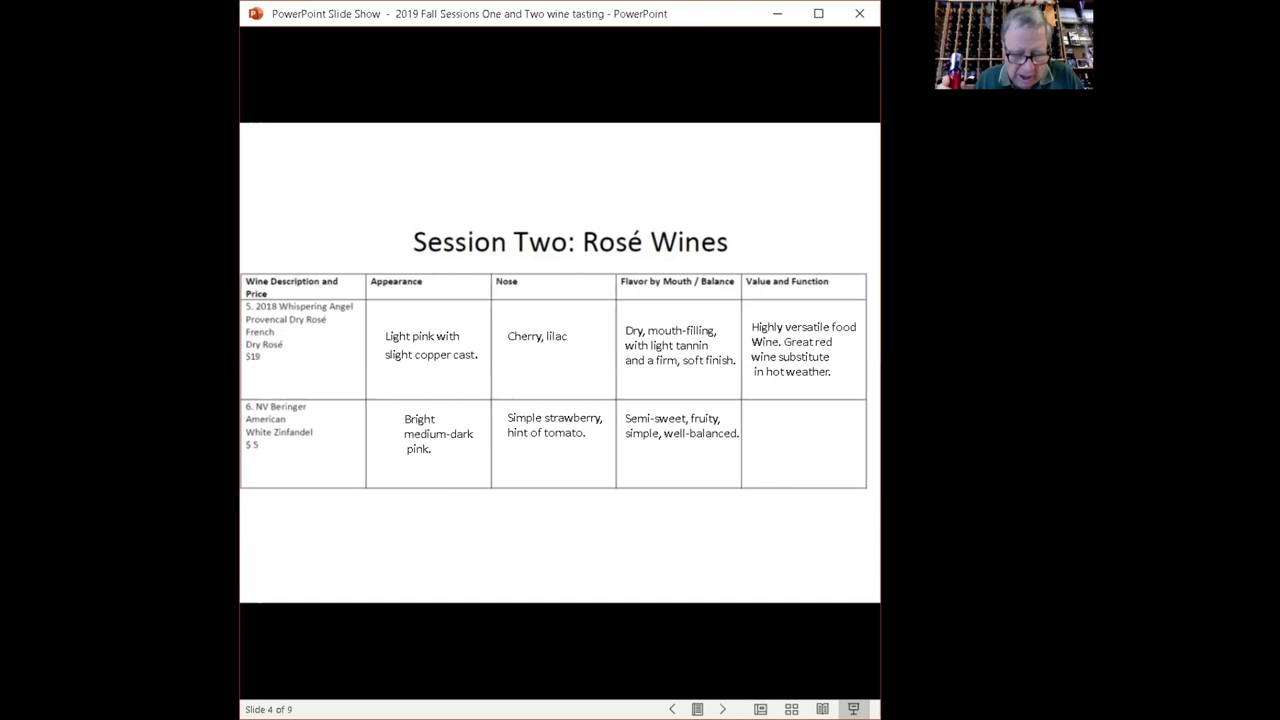 PowerPoint Slide Show - 2019 Fall Sessions One and Two wine tasting - PowerPoint
Session Two: Rosé Wines
Wine Description and
Price
Appearance
Nose
Flavor by Mouth / Balance
Value and Function
5. 2018 Whispering Angel
Provencal Dry Rosé
French
Dry Rosé
$19
Light pink with
slight copper cast.
Cherry, lilac
Dry, mouth-filling,
with light tannin
and a firm, soft finish.
Highly versatile food
Wine. Great red
wine substitute
in hot weather.
6. NV Beringer
American
White Zinfandel
$ 5
Bright
medium-dark
pink.
Simple strawberry,
hint of tomato.
Semi-sweet, fruity,
simple, well-balanced.
Slide 4 of 9